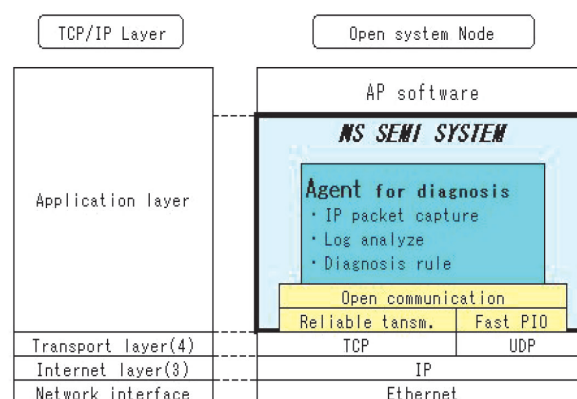 TCP/IP Layer
Open system Node
AP software
NS SEMI SYSTEM
Application layer
Agent for diagnosis
・IP packet capture
・Log analyze
・Diagnosis rule
Open communication
Reliable tansm.
Fast PIO
Transport layer(4)
TCP
UDP
Internet layer(3)
IP
Network interface
Ethernet